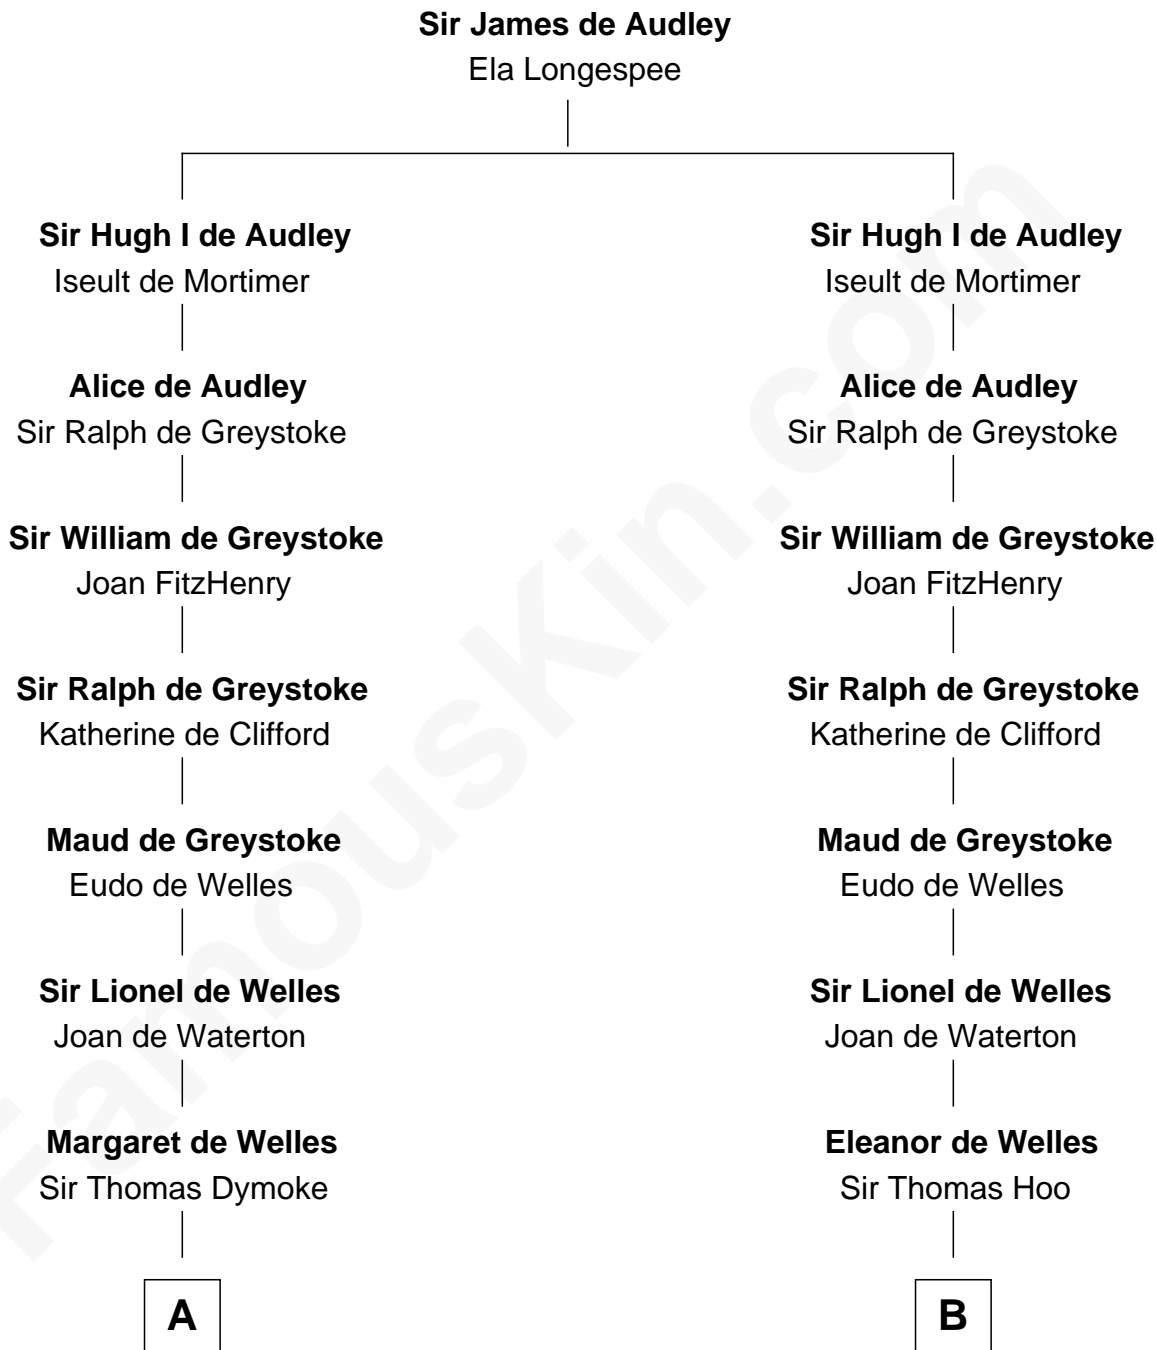 Sir James de Audley
Ela Longespee
Sir Hugh I de Audley
Iseult de Mortimer
Alice de Audley
Sir Ralph de Greystoke
Sir William de Greystoke
Joan FitzHenry
Sir Ralph de Greystoke
Katherine de Clifford
Maud de Greystoke
Eudo de Welles
Sir Lionel de Welles
Joan de Waterton
Margaret de Welles
Sir Thomas Dymoke
A
Sir Hugh I de Audley
Iseult de Mortimer
Alice de Audley
Sir Ralph de Greystoke
Sir William de Greystoke
Joan FitzHenry
Sir Ralph de Greystoke
Katherine de Clifford
Maud de Greystoke
Eudo de Welles
Sir Lionel de Welles
Joan de Waterton
Eleanor de Welles
Sir Thomas Hoo
B
FamousKin.com